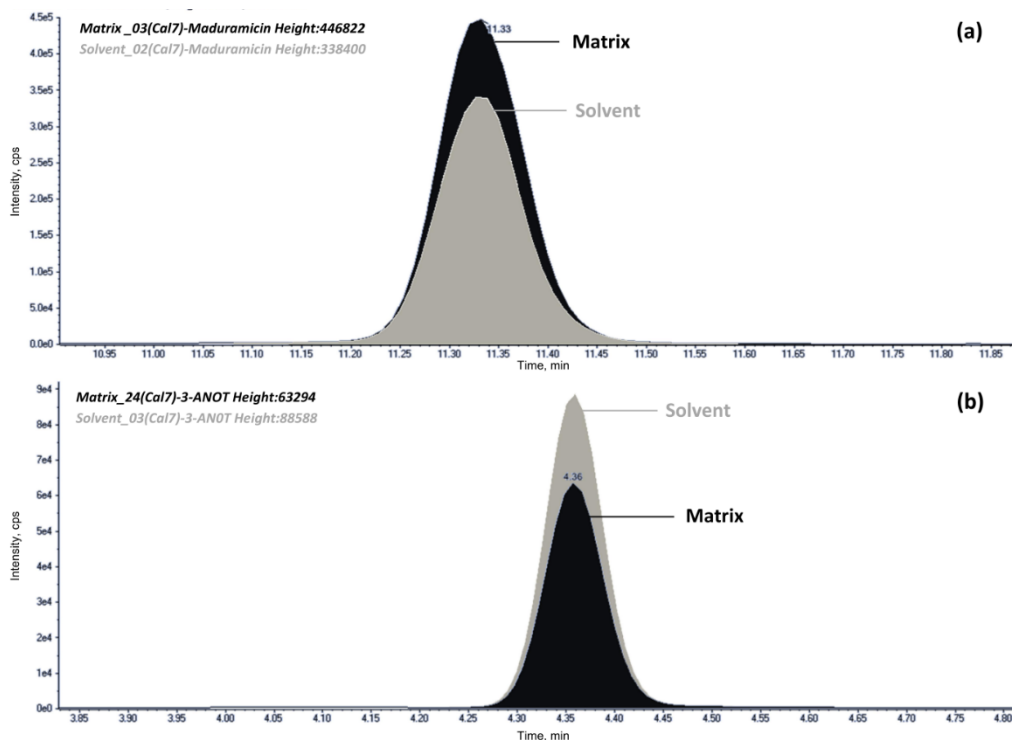 Matrix _03(Cal7)-Maduramicin Height:446822
Solvent_02(Cal7)-Maduramicin Height:338400
(a)
11.33
Matrix
Solvent
Intensity, cps
4.5e5
4.0e5
3.5e5
3.0e5
2.5e5
2.0e5
1.5e5
1.0e5
5.0e4
0.0e0
10.95 11.00 11.05 11.10 11.15 11.20 11.25 11.30 11.35 11.40 11.45 11.50 11.55 11.60 11.65 11.70 11.75 11.80 11.85
Time, min
Matrix_24(Cal7)-3-ANOT Height:63294
Solvent_03(Cal7)-3-AN0T Height:88588
(b)
Solvent
4.36
Matrix
Intensity, cps
9e4
8e4
7e4
6e4
5e4
4e4
3e4
2e4
1e4
0e0
3.85 3.90 3.95 4.00 4.05 4.10 4.15 4.20 4.25 4.30 4.35 4.40 4.45 4.50 4.55 4.60 4.65 4.70 4.75 4.80
Time, min